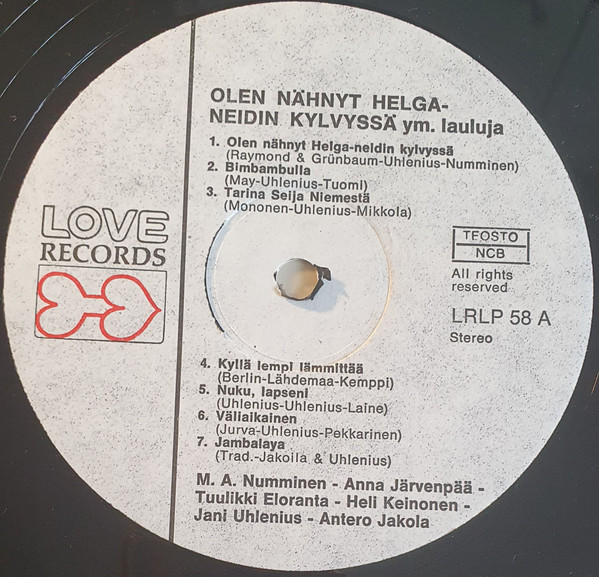 OLEN NÄHNYT HELGA-
NEIDIN KYLVYSSÄ ym. lauluja
1. Olen nähnyt Helga-neidin kylvyssä
(Raymond & Grünbaum-Uhlenius-Numminen)
2. Bimbambulla
(May-Uhlenius-Tuomi)
3. Tarina Seija Niemestä
(Mononen-Uhlenius-Mikkola)
LOVE
RECORDS
TEOSTO
NCB
All rights
reserved
LRLP 58 A
Stereo
4. Kyllä lempi lämmittää
(Berlin-Lähdemaa-Kemppi)
5. Nuku, lapseni
(Uhlenius-Uhlenius-Laine)
6. Väliaikainen
(Jurva-Uhlenius-Pekkarinen)
7. Jambalaya
(Trad.-Jakoila & Uhlenius)
M. A. Numminen - Anna Järvenpää -
Tuulikki Eloranta - Heli Keinonen -
Jani Uhlenius - Antero Jakola